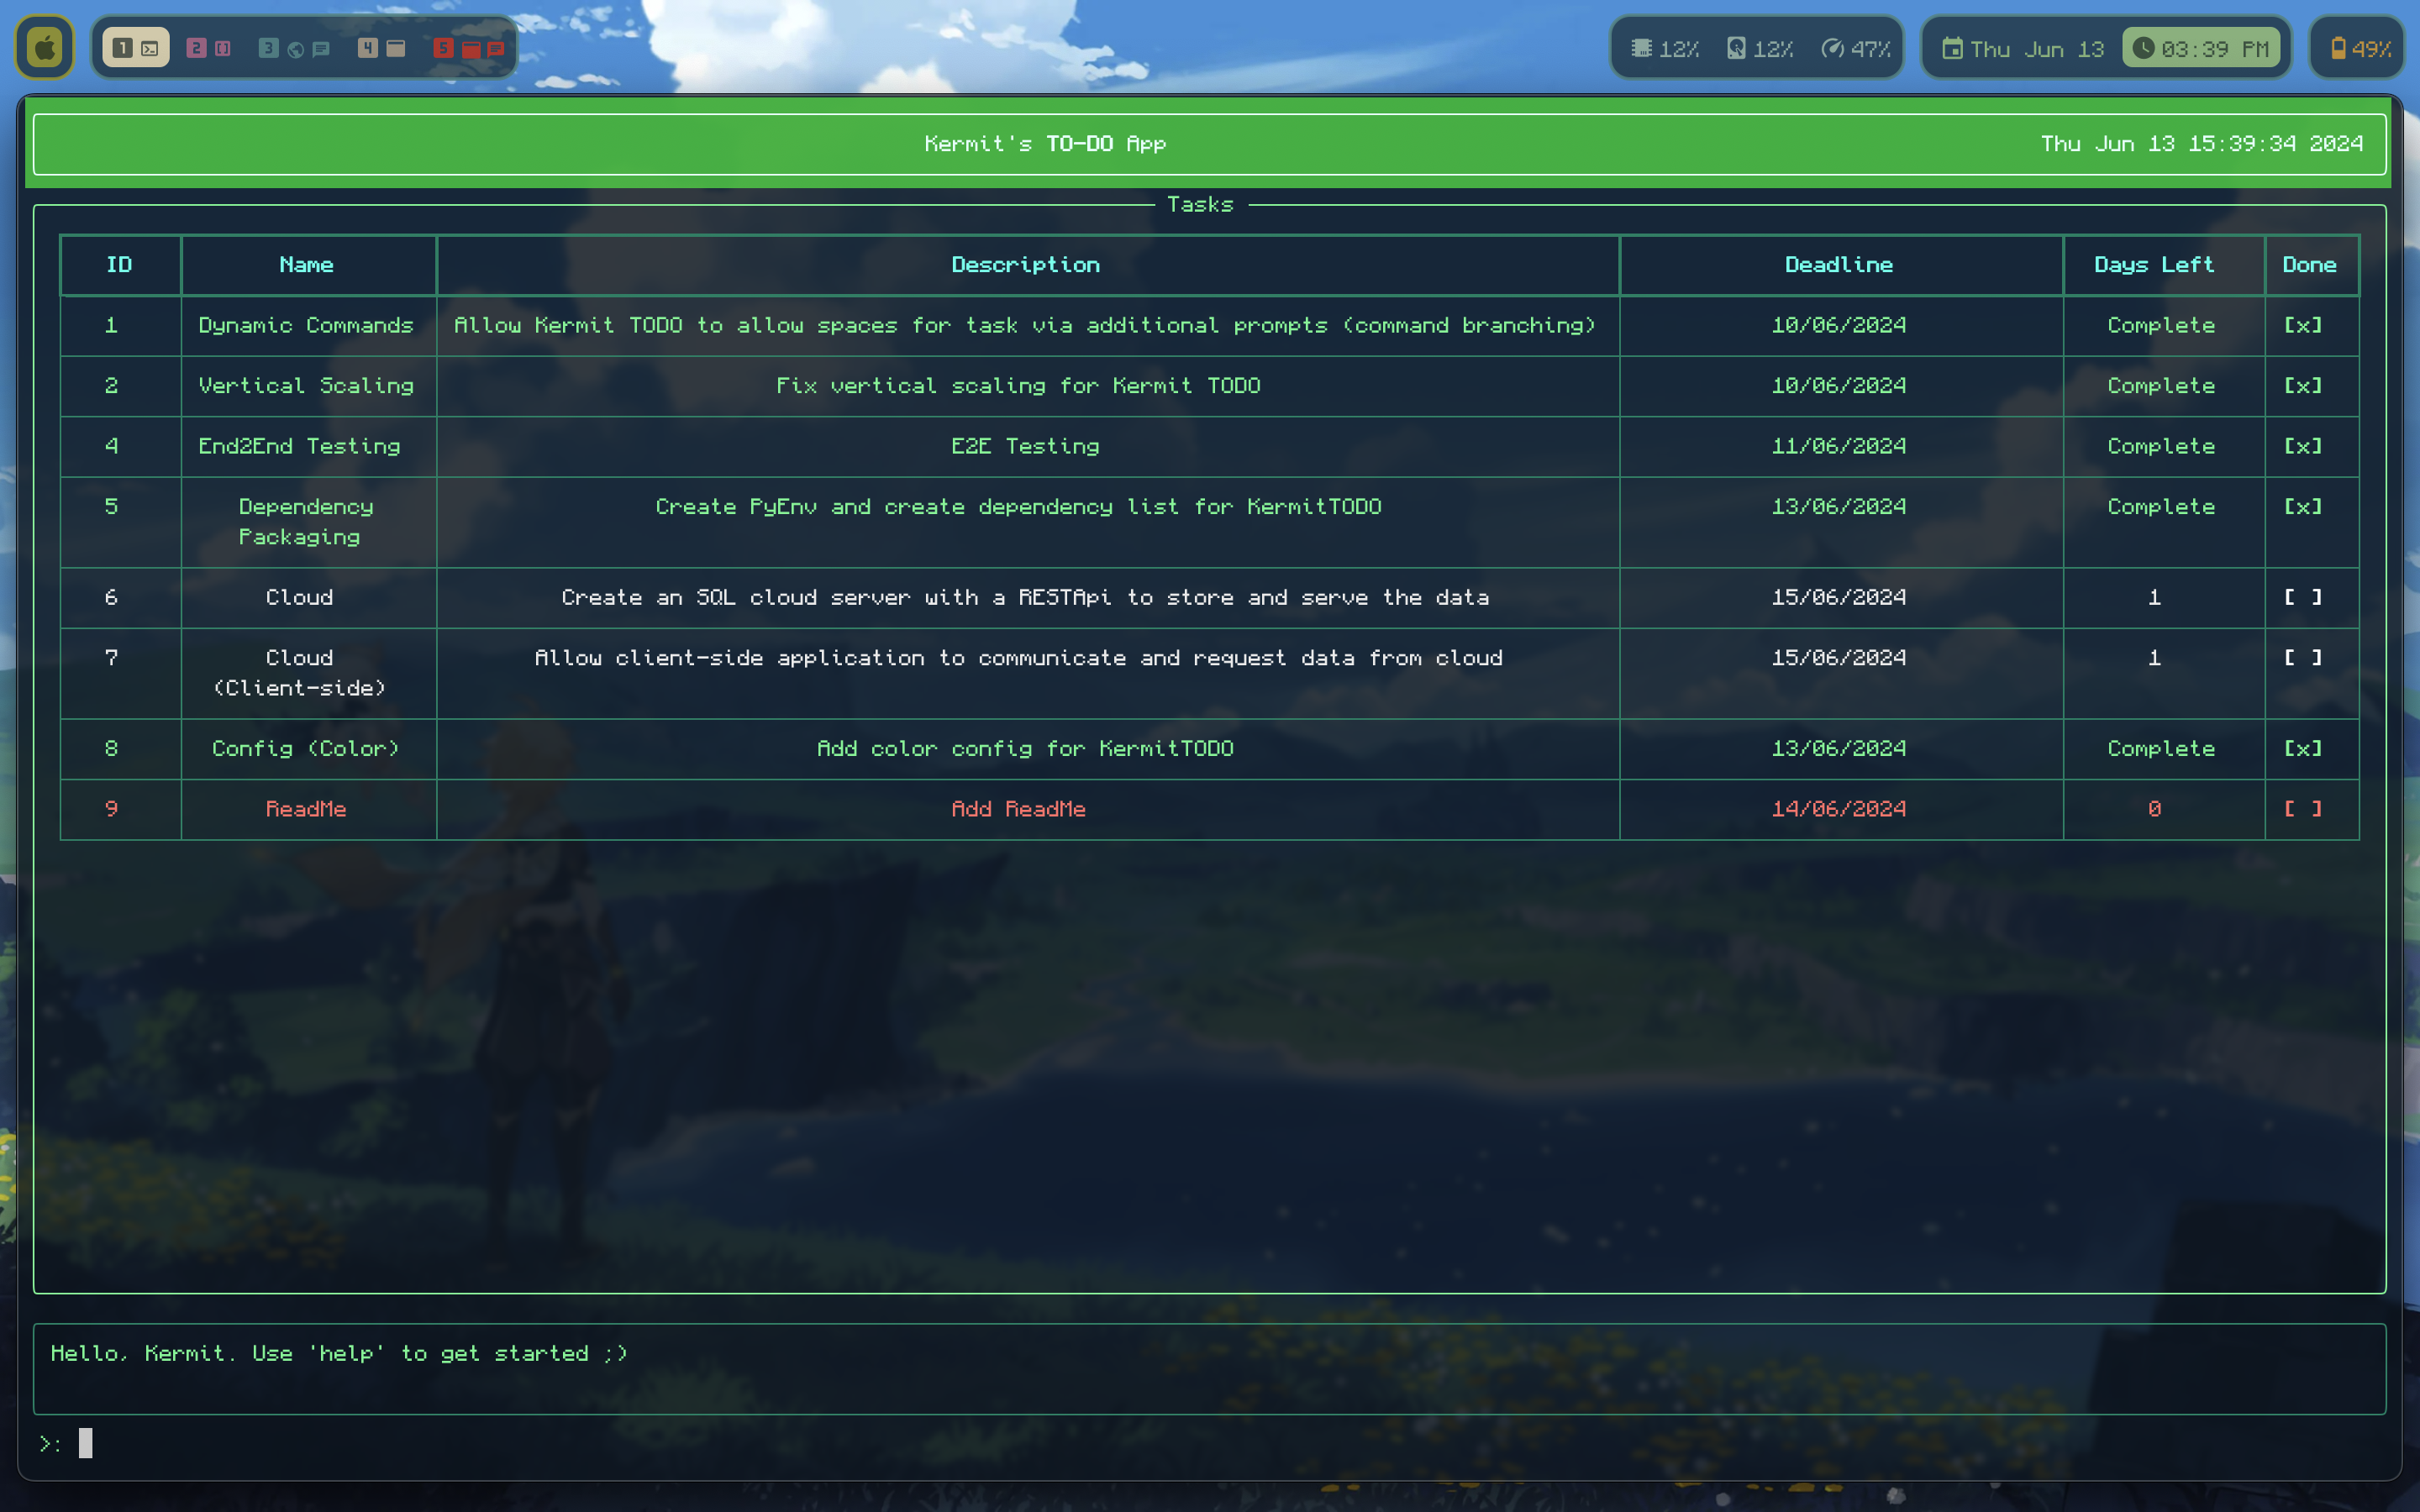 1 2 3 4 5 12% 12% 47% Thu Jun 13 03:39 PM 49%
Kermit's TO-DO App Thu Jun 13 15:39:34 2024
Tasks
ID Name Description Deadline Days Left Done
1 Dynamic Commands Allow Kermit TODO to allow spaces for task via additional prompts (command branching) 10/06/2024 Complete [x]
2 Vertical Scaling Fix vertical scaling for Kermit TODO 10/06/2024 Complete [x]
4 End2End Testing E2E Testing 11/06/2024 Complete [x]
5 Dependency Create PyEnv and create dependency list for KermitTODO 13/06/2024 Complete [x]
Packaging
6 Cloud Create an SQL cloud server with a RESTApi to store and serve the data 15/06/2024 1 [ ]
7 Cloud Allow client-side application to communicate and request data from cloud 15/06/2024 1 [ ]
(Client-side)
8 Config (Color) Add color config for KermitTODO 13/06/2024 Complete [x]
9 ReadMe Add ReadMe 14/06/2024 0 [ ]
Hello, Kermit. Use 'help' to get started ;)
>: